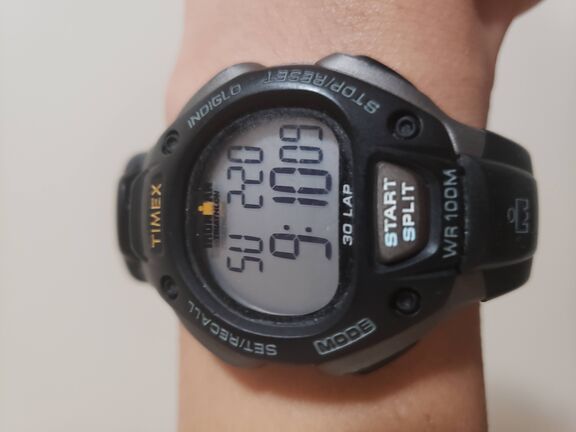 TIMEX
SET/RECALL
INDIGLO
IRONMAN
TRIATHLON
SU 2-20
9:10 09
MODE
STOP/RESET
30 LAP
START
SPLIT
WR 100M